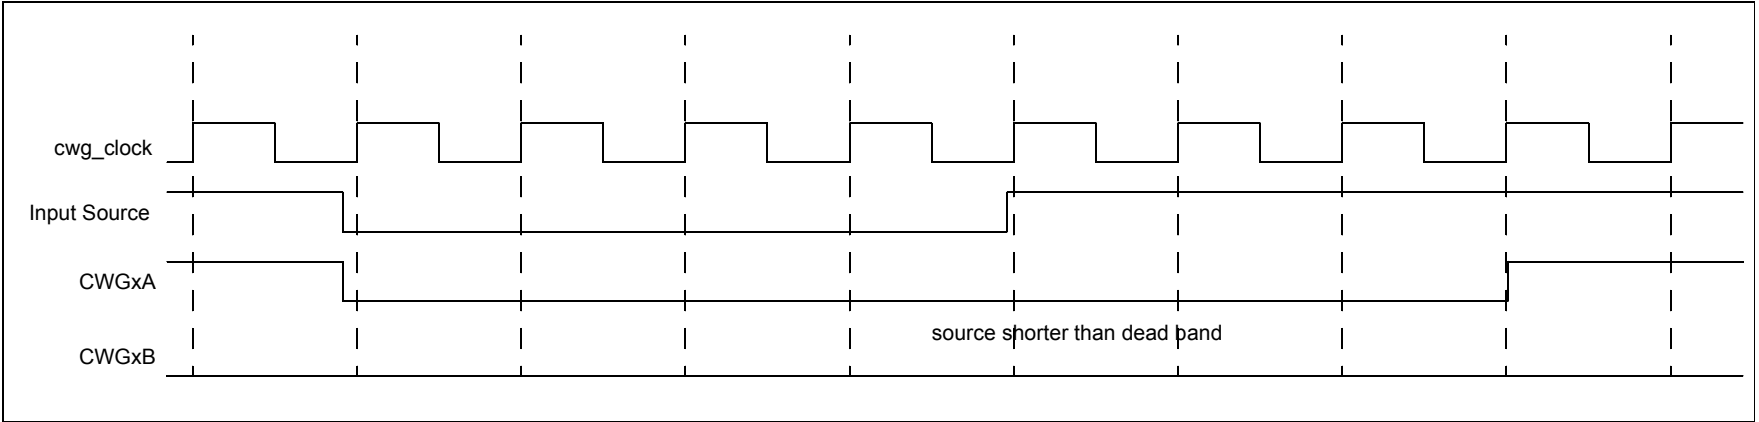 cwg_clock
Input Source
CWGxA
source shorter than dead band
CWGxB